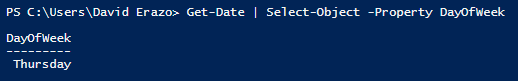 PS C:\Users\David Erazo> Get-Date | Select-Object -Property DayOfWeek
DayOfWeek
---------
Thursday